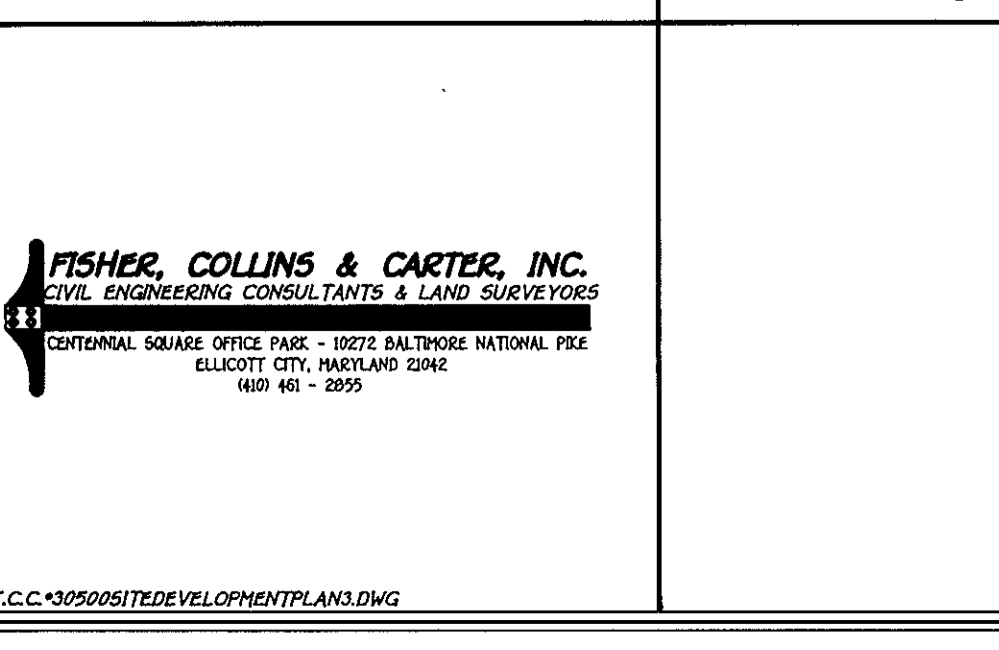 FISHER, COLLINS & CARTER, INC.
CIVIL ENGINEERING CONSULTANTS & LAND SURVEYORS
CENTENNIAL SQUARE OFFICE PARK - 10272 BALTIMORE NATIONAL PIKE
ELLICOTT CITY, MARYLAND 21042
(410) 461 - 2855
.C.C.*30500SITEDEVELOPMENTPLAN3.DWG